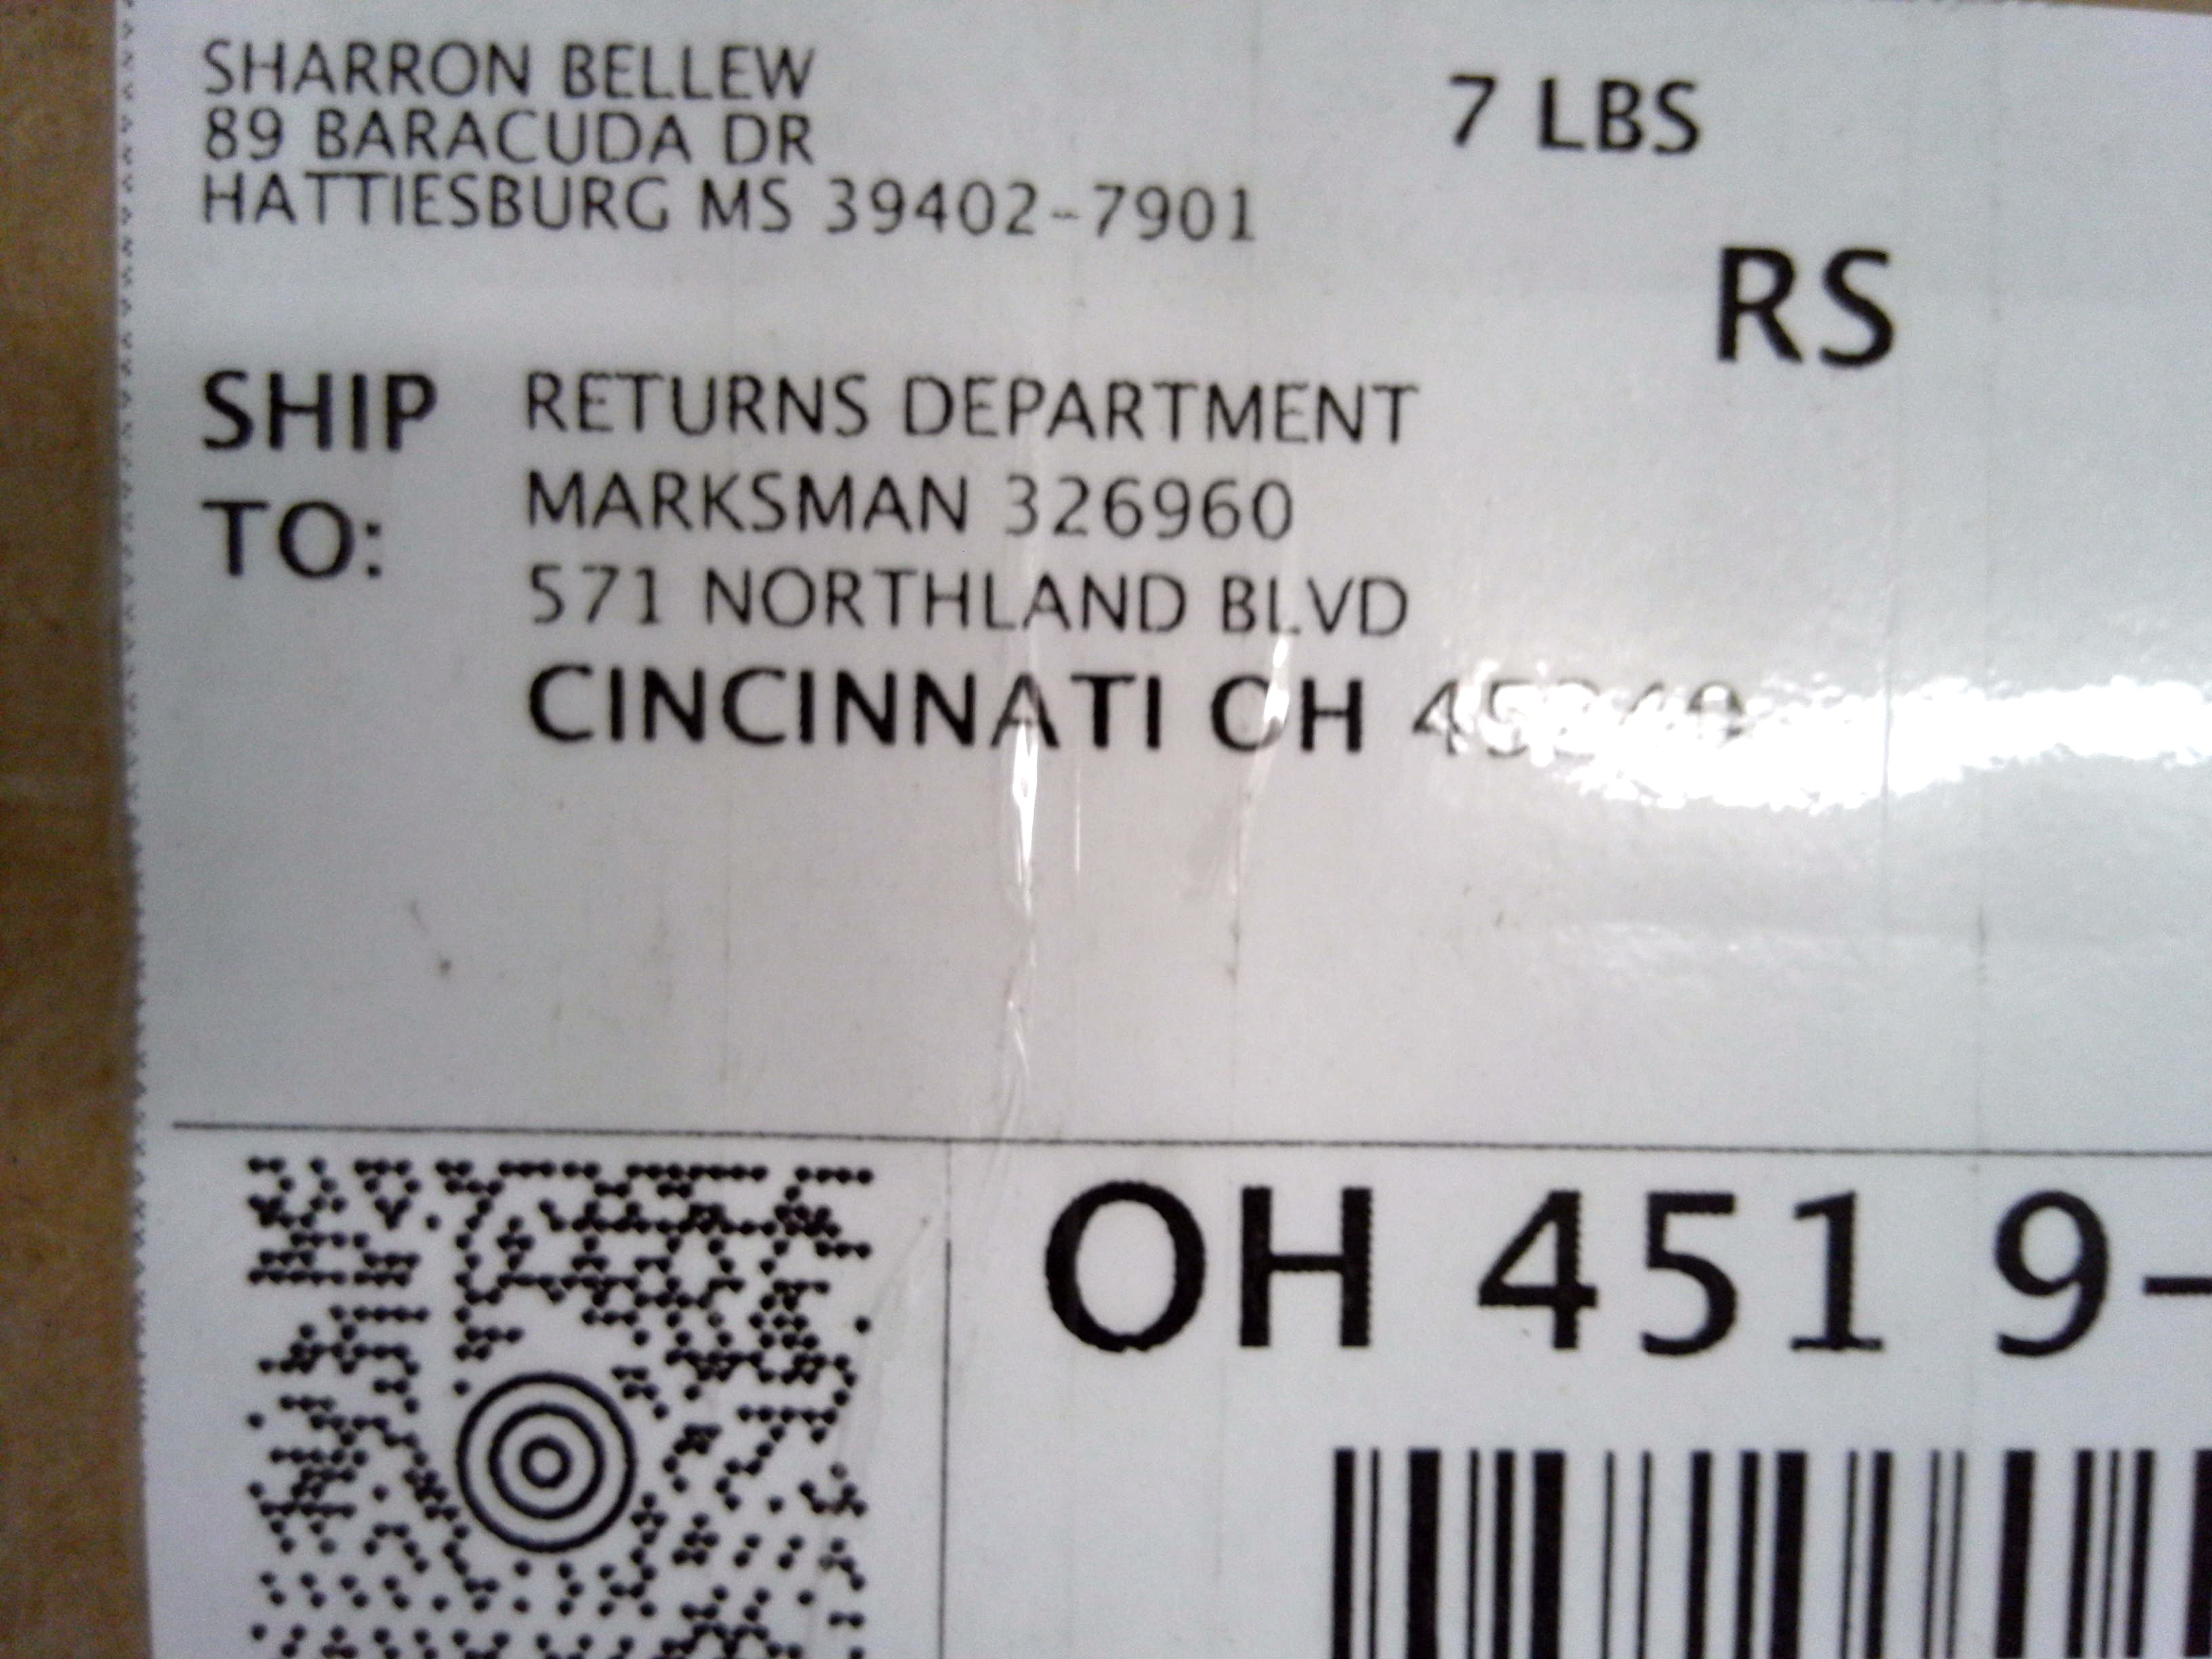 SHARRON BELLEW
89 BARACUDA DR
HATTIESBURG MS 39402-7901
7 LBS
RS
SHIP TO:
RETURNS DEPARTMENT
MARKSMAN 326960
571 NORTHLAND BLVD
CINCINNATI OH
OH 451 9-